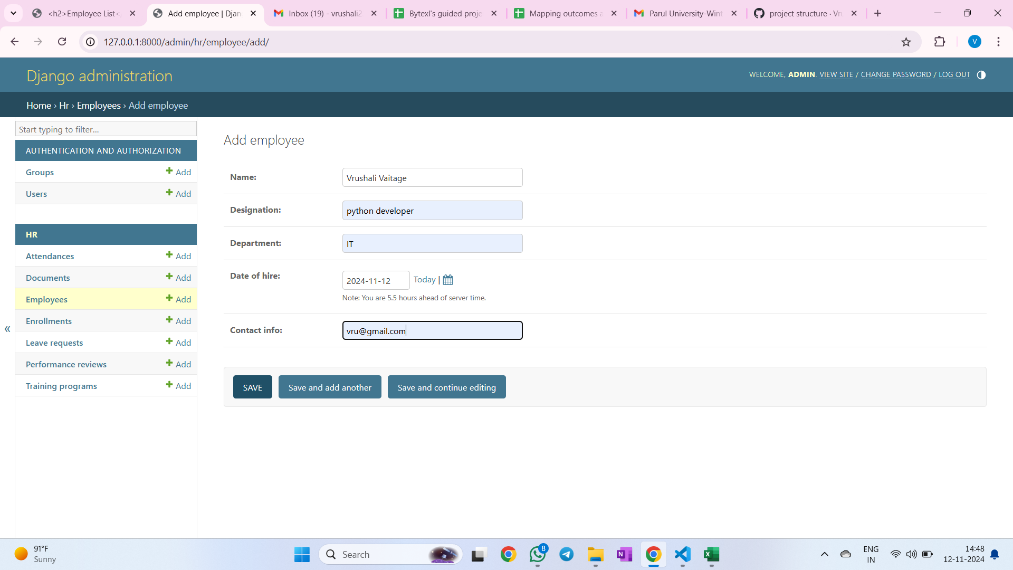 <h2>Employee List<
Add employee | Djan
Inbox (19) - vrushali2
Bytexl's guided proje
Mapping outcomes a
Parul University- Wint
project structure - Vru
127.0.0.1:8000/admin/hr/employee/add/
V
Django administration
WELCOME, ADMIN. VIEW SITE / CHANGE PASSWORD / LOG OUT
Home › Hr › Employees › Add employee
Start typing to filter...
AUTHENTICATION AND AUTHORIZATION
Groups + Add
Users + Add
HR
Attendances + Add
Documents + Add
Employees + Add
Enrollments + Add
Leave requests + Add
Performance reviews + Add
Training programs + Add
«
Add employee
Name: Vrushali Vaitage
Designation: python developer
Department: IT
Date of hire: 2024-11-12 Today |
Note: You are 5.5 hours ahead of server time.
Contact info: vru@gmail.com
SAVE Save and add another Save and continue editing
91°F
Sunny
Search
8
ENG
IN
14:48
12-11-2024